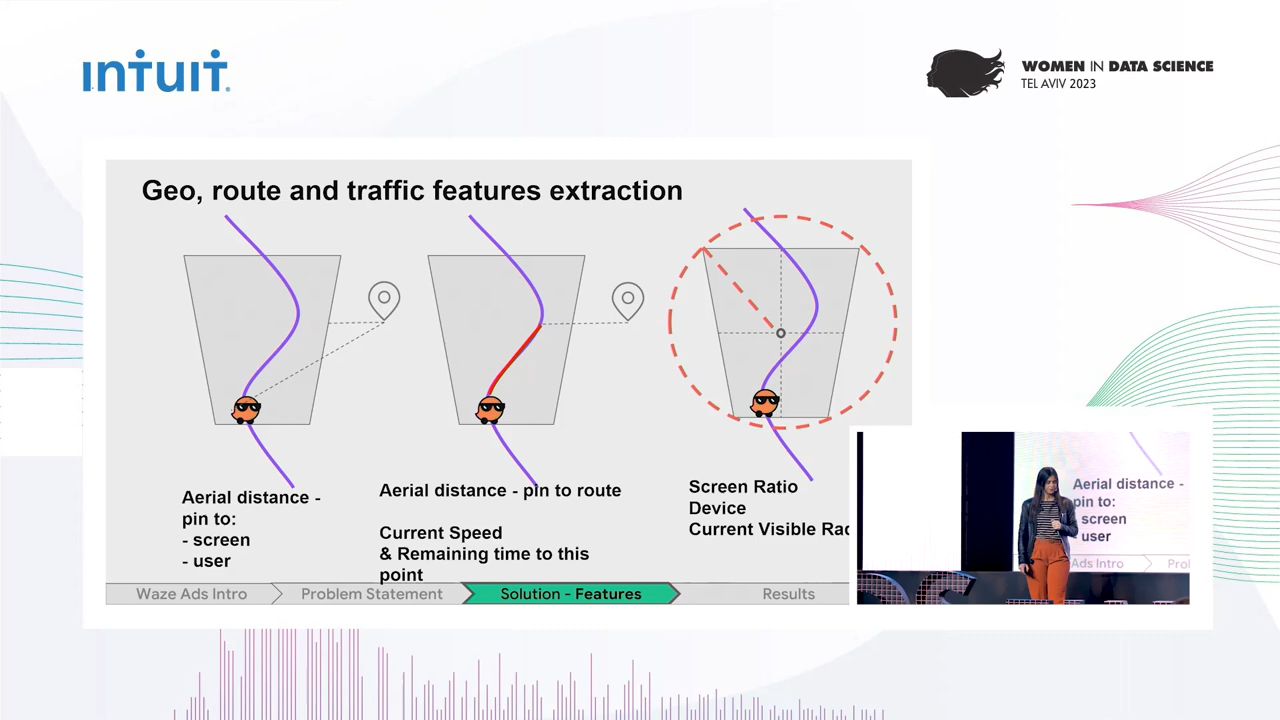 INTUIT
WOMEN IN DATA SCIENCE
TEL AVIV 2023
Geo, route and traffic features extraction
Aerial distance -
pin to:
- screen
- user
Aerial distance - pin to route
Current Speed
& Remaining time to this
point
Screen Ratio
Device
Current Visible Rad
Waze Ads Intro
Problem Statement
Solution - Features
Results
Aerial distance -
pin to:
screen
user
Ads Intro